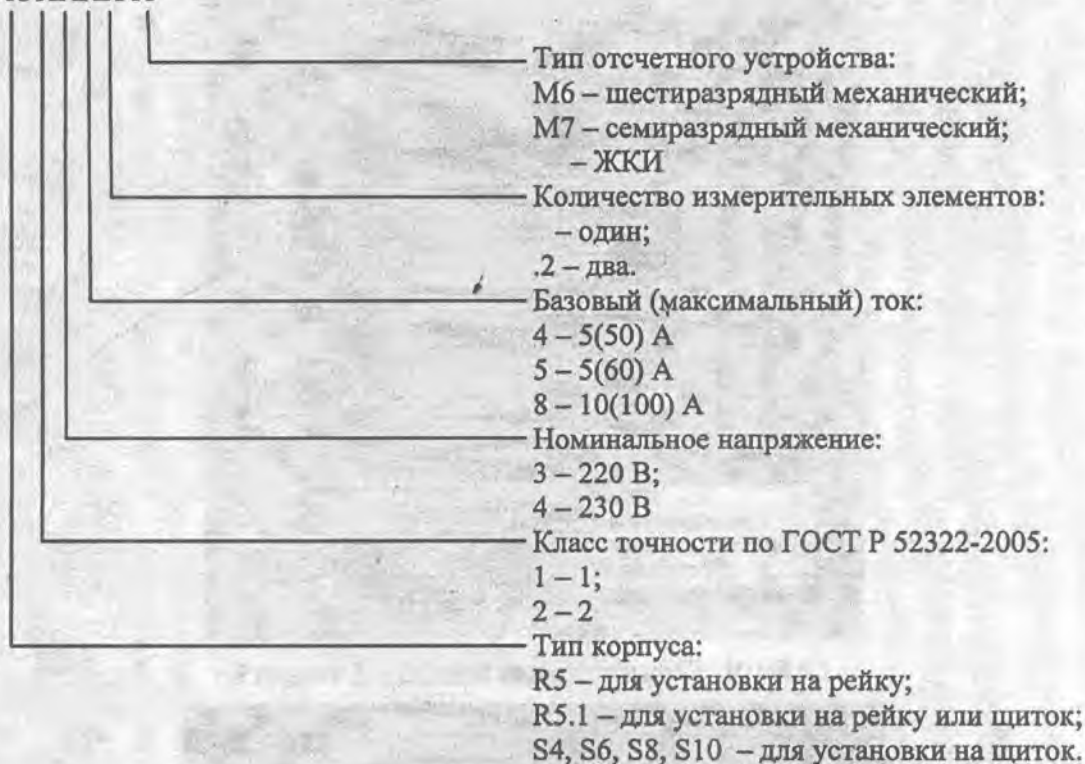 Тип отсчетного устройства:
М6 – шестиразрядный механический;
М7 – семиразрядный механический;
– ЖКИ
Количество измерительных элементов:
– один;
.2 – два.
Базовый (максимальный) ток:
4 – 5(50) А
5 – 5(60) А
8 – 10(100) А
Номинальное напряжение:
3 – 220 В;
4 – 230 В
Класс точности по ГОСТ Р 52322-2005:
1 – 1;
2 – 2
Тип корпуса:
R5 – для установки на рейку;
R5.1 – для установки на рейку или щиток;
S4, S6, S8, S10 – для установки на щиток.